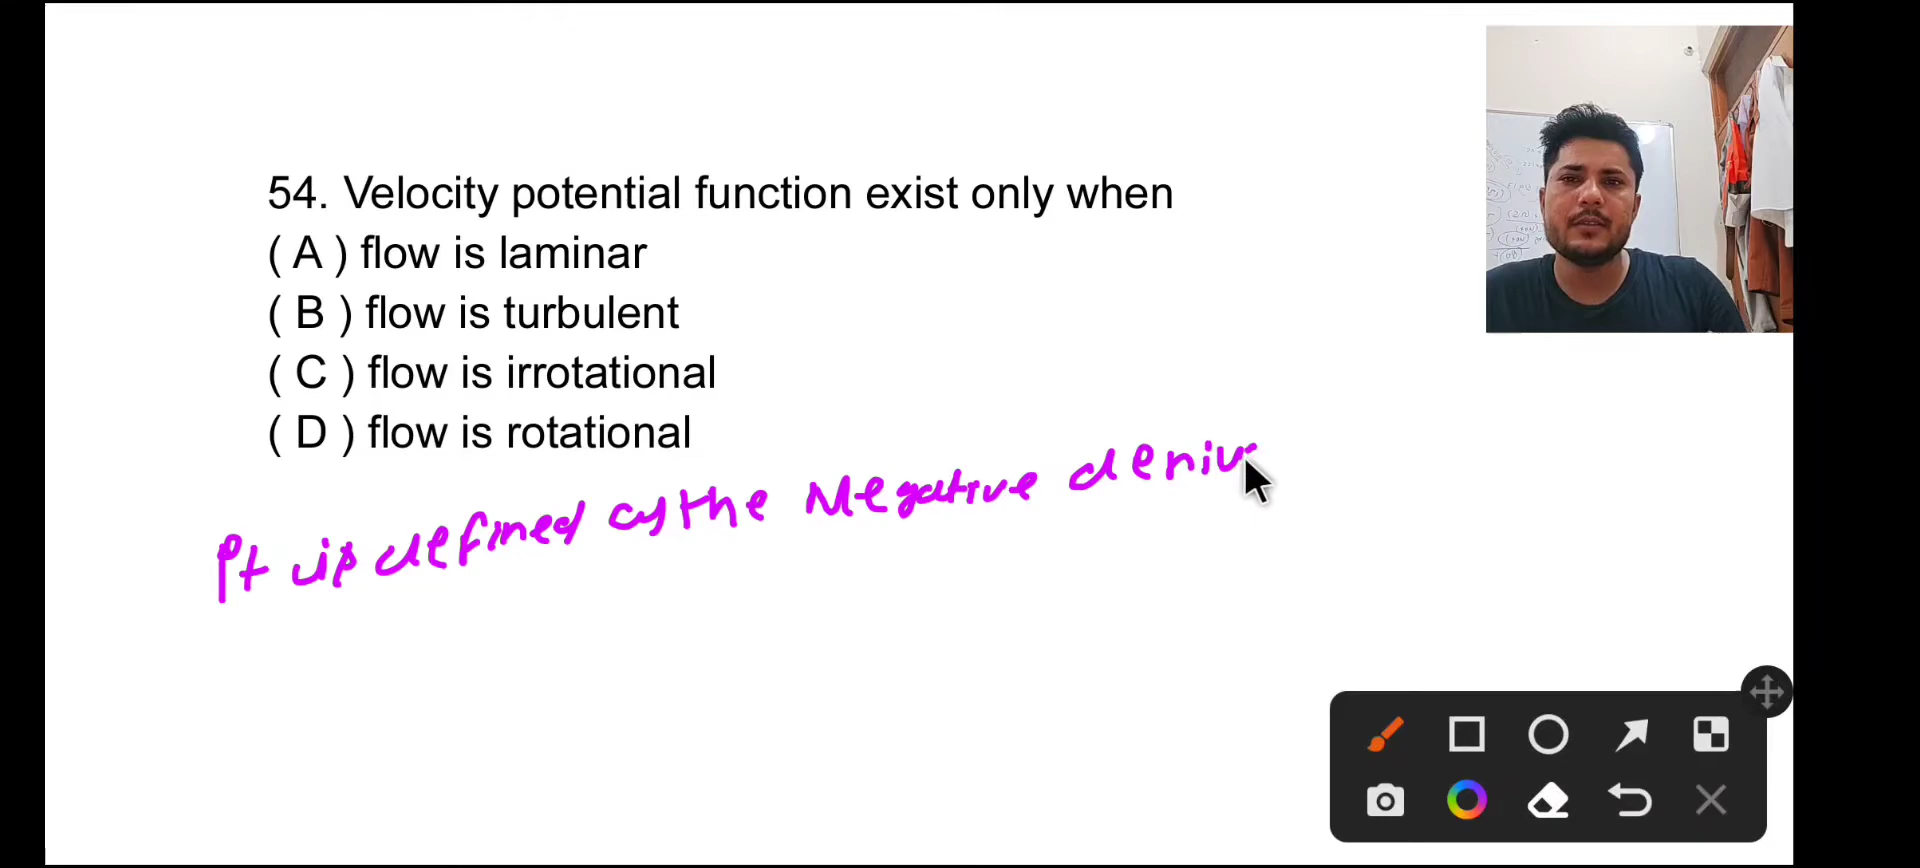 54. Velocity potential function exist only when
( A ) flow is laminar
( B ) flow is turbulent
( C ) flow is irrotational
( D ) flow is rotational
It is defined as the Negative deriv